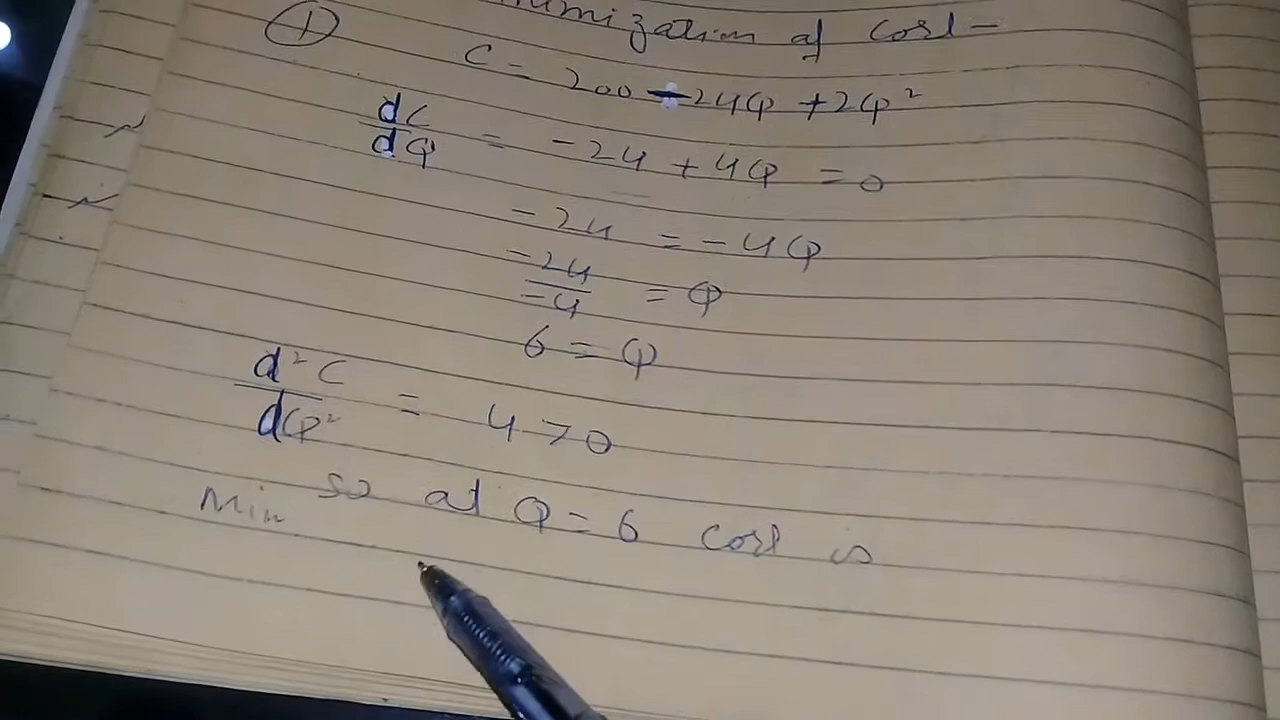 ① of Cost –
C = 200 - 24Q + 2Q²
dC/dQ = -24 + 4Q = 0
-24 = -4Q
-24/-4 = Q
6 = Q
d²C/dQ² = 4 > 0
so at Q = 6 Cost is
Min